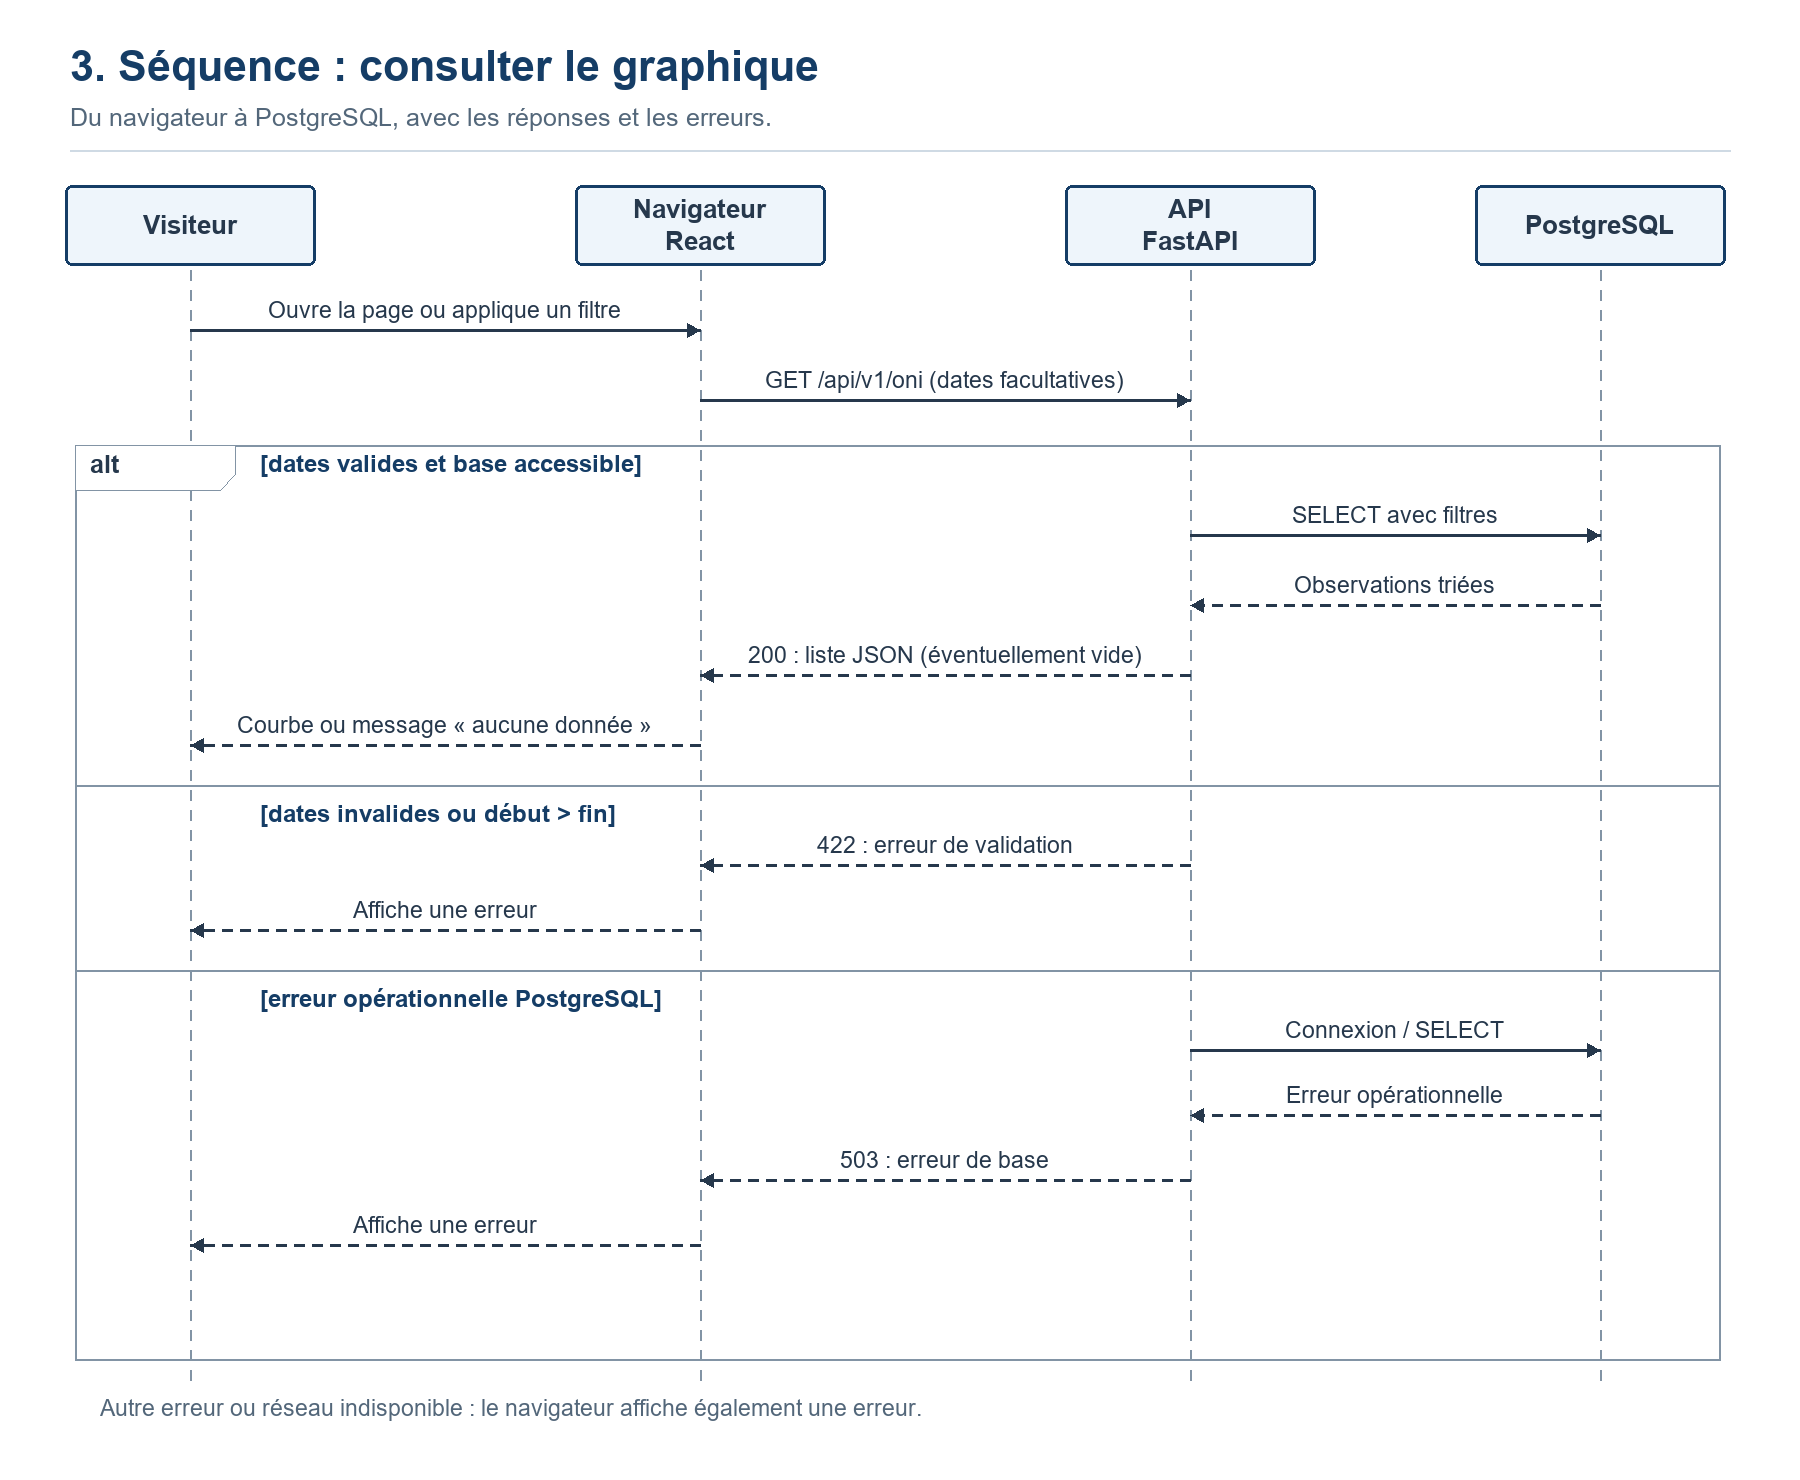 3. Séquence : consulter le graphique
Du navigateur à PostgreSQL, avec les réponses et les erreurs.
Visiteur
Navigateur
React
API
FastAPI
PostgreSQL
Ouvre la page ou applique un filtre
GET /api/v1/oni (dates facultatives)
alt
[dates valides et base accessible]
SELECT avec filtres
Observations triées
200 : liste JSON (éventuellement vide)
Courbe ou message « aucune donnée »
[dates invalides ou début > fin]
422 : erreur de validation
Affiche une erreur
[erreur opérationnelle PostgreSQL]
Connexion / SELECT
Erreur opérationnelle
503 : erreur de base
Affiche une erreur
Autre erreur ou réseau indisponible : le navigateur affiche également une erreur.